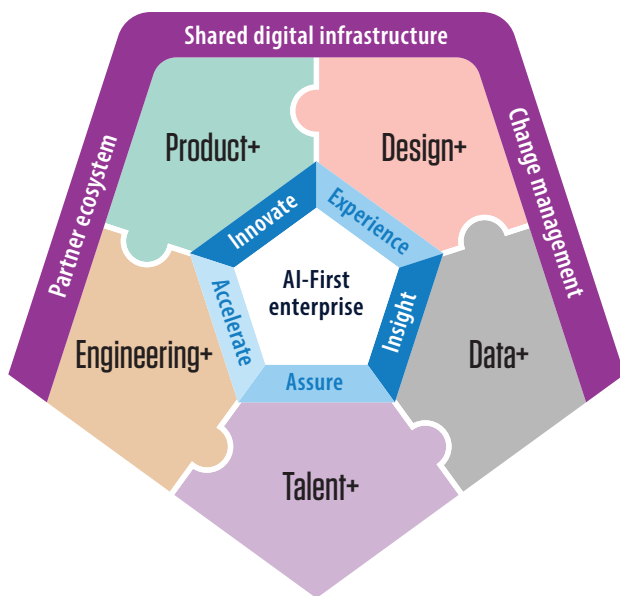 Shared digital infrastructure
Partner ecosystem
Change management
Product+
Design+
Innovate
Experience
AI-First
enterprise
Accelerate
Insight
Engineering+
Data+
Assure
Talent+